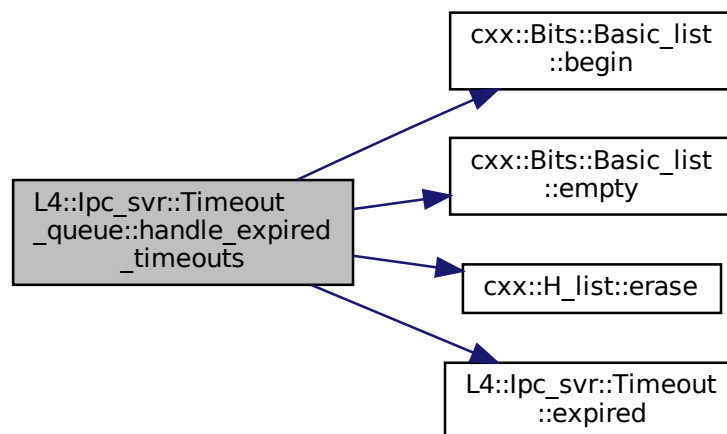 cxx::Bits::Basic_list
::begin
cxx::Bits::Basic_list
::empty
L4::Ipc_svr::Timeout
_queue::handle_expired
_timeouts
cxx::H_list::erase
L4::Ipc_svr::Timeout
::expired